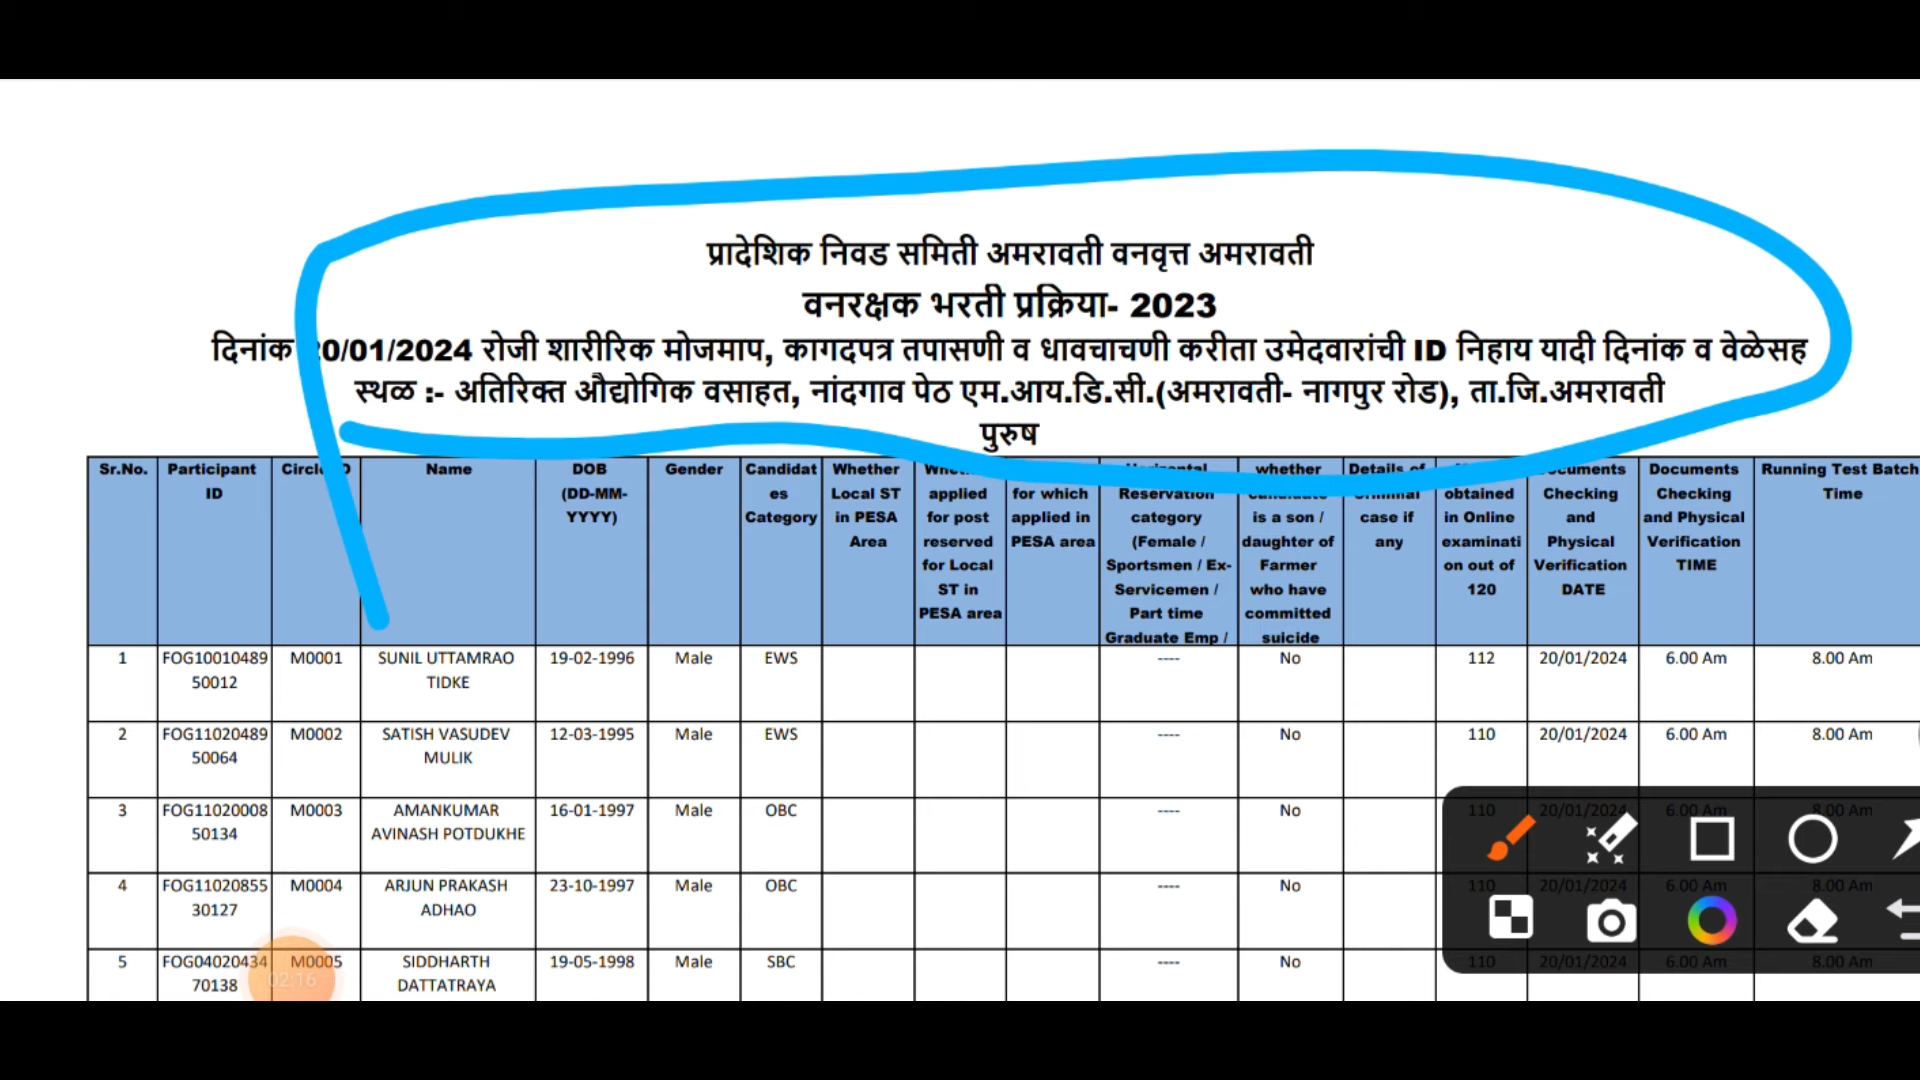 प्रादेशिक निवड समिती अमरावती वनवृत्त अमरावती
वनरक्षक भरती प्रक्रिया- 2023
दिनांक 20/01/2024 रोजी शारीरिक मोजमाप, कागदपत्र तपासणी व धावचाचणी करीता उमेदवारांची ID निहाय यादी दिनांक व वेळेसह
स्थळ :- अतिरिक्त औद्योगिक वसाहत, नांदगाव पेठ एम.आय.डि.सी.(अमरावती- नागपुर रोड), ता.जि.अमरावती
पुरुष
Sr.No. Participant ID Name DOB (DD-MM-YYYY) Gender Candidates Category Whether Local ST in PESA Area applied for post reserved for Local ST in PESA area for which applied in PESA area Horizontal Reservation category (Female / Sportsmen / Ex-Servicemen / Part time Graduate Emp / whether candidate is a son / daughter of Farmer who have committed suicide Details of criminal case if any obtained in Online examination out of 120 Documents Checking and Physical Verification DATE Documents Checking and Physical Verification TIME Running Test Batch Time
1 FOG1001048950012 M0001 SUNIL UTTAMRAO TIDKE 19-02-1996 Male EWS ---- No 112 20/01/2024 6.00 Am 8.00 Am
2 FOG1102048950064 M0002 SATISH VASUDEV MULIK 12-03-1995 Male EWS ---- No 110 20/01/2024 6.00 Am 8.00 Am
3 FOG1102000850134 M0003 AMANKUMAR AVINASH POTDUKHE 16-01-1997 Male OBC ---- No 110 20/01/2024 6.00 Am 8.00 Am
4 FOG1102085530127 M0004 ARJUN PRAKASH ADHAO 23-10-1997 Male OBC ---- No 110 20/01/2024 6.00 Am 8.00 Am
5 FOG0402043470138 M0005 SIDDHARTH DATTATRAYA 19-05-1998 Male SBC ---- No 110 20/01/2024 6.00 Am 8.00 Am
02:16